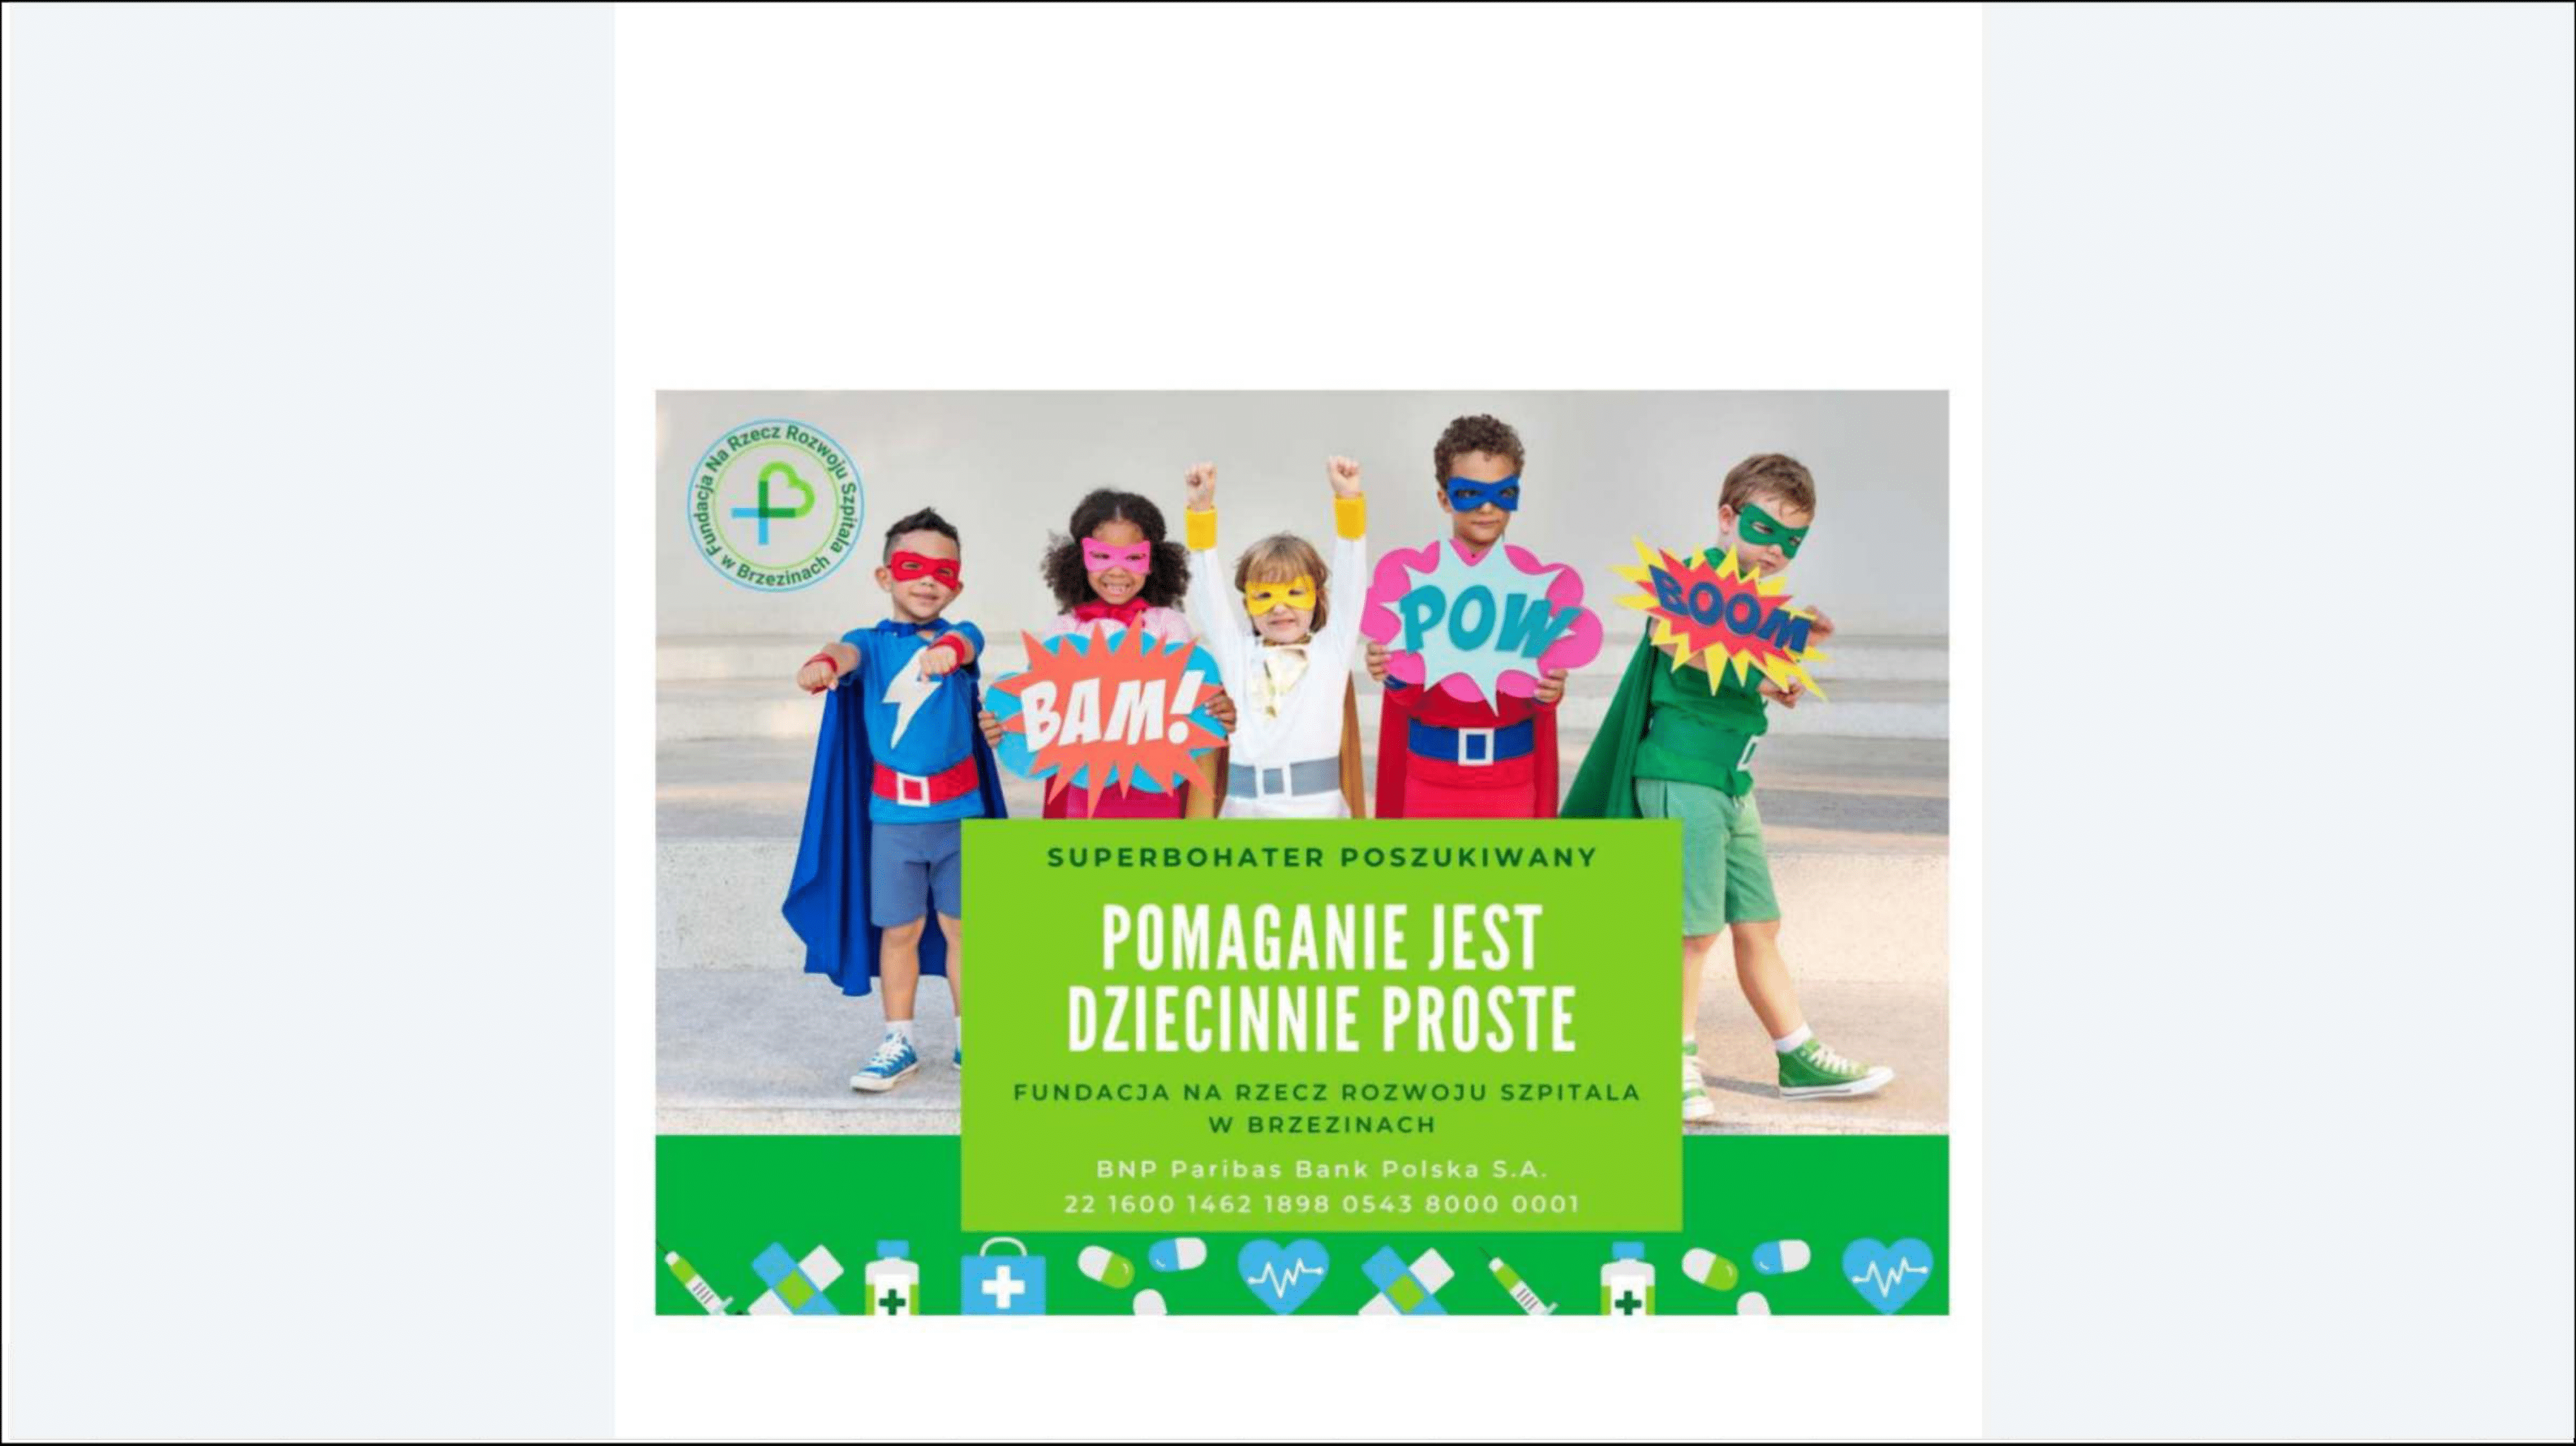 Fundacja Na Rzecz Rozwoju Szpitala w Brzezinach
BAM!
POW
BOOM
SUPERBOHATER POSZUKIWANY
POMAGANIE JEST
DZIECINNIE PROSTE
FUNDACJA NA RZECZ ROZWOJU SZPITALA
W BRZEZINACH
BNP Paribas Bank Polska S.A.
22 1600 1462 1898 0543 8000 0001